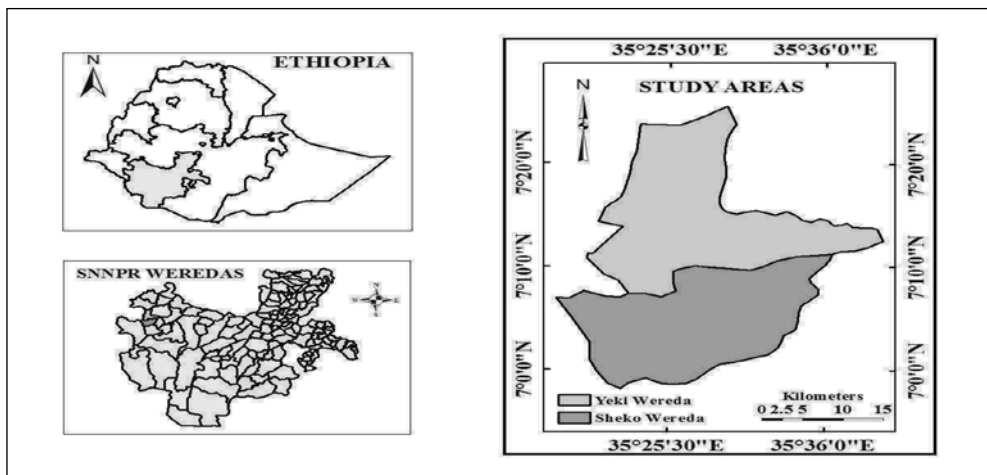 N
ETHIOPIA
SNNPR WEREDAS
N
W E
S
35°25'30"E 35°36'0"E
N
STUDY AREAS
7°20'0"N 7°20'0"N
7°10'0"N 7°10'0"N
7°0'0"N 7°0'0"N
Yeki Wereda
Sheko Wereda
Kilometers
0 2.5 5 10 15
35°25'30"E 35°36'0"E